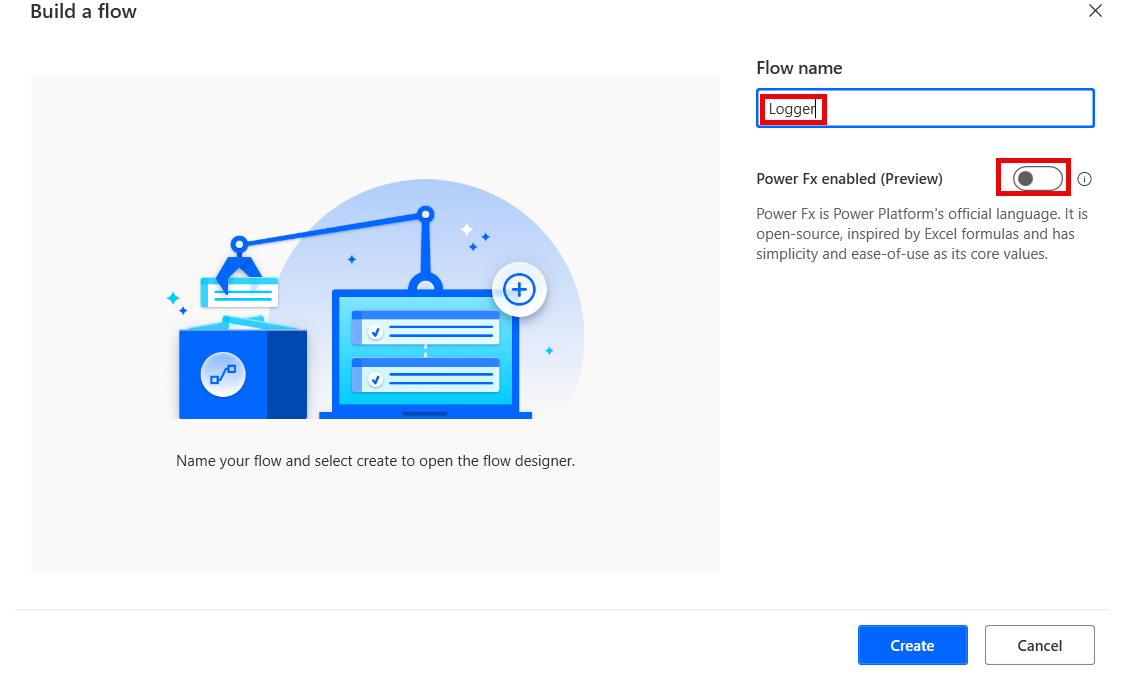 Build a flow
Flow name
Logger
Power Fx enabled (Preview)
Power Fx is Power Platform's official language. It is
open-source, inspired by Excel formulas and has
simplicity and ease-of-use as its core values.
Name your flow and select create to open the flow designer.
Create
Cancel